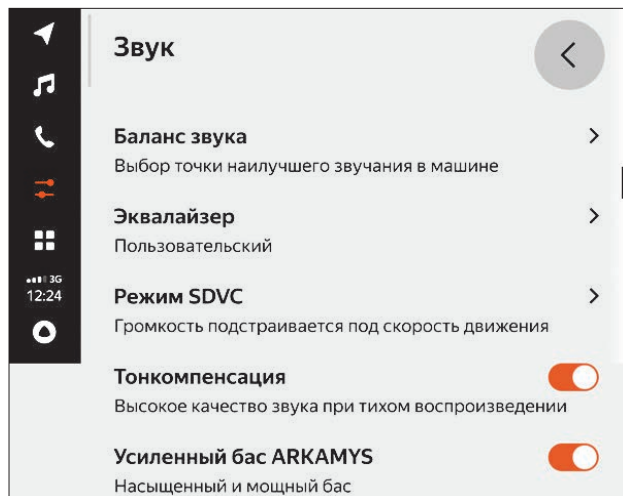 Звук
Баланс звука
Выбор точки наилучшего звучания в машине
Эквалайзер
Пользовательский
3G
12:24
Режим SDVC
Громкость подстраивается под скорость движения
Тонкомпенсация
Высокое качество звука при тихом воспроизведении
Усиленный бас ARKAMYS
Насыщенный и мощный бас